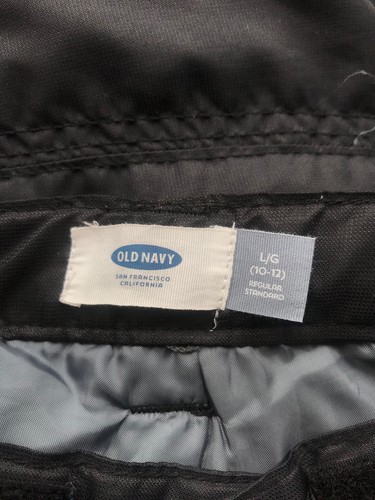 OLD NAVY
SAN FRANCISCO
CALIFORNIA
L/G
(10-12)
REGULAR
STANDARD